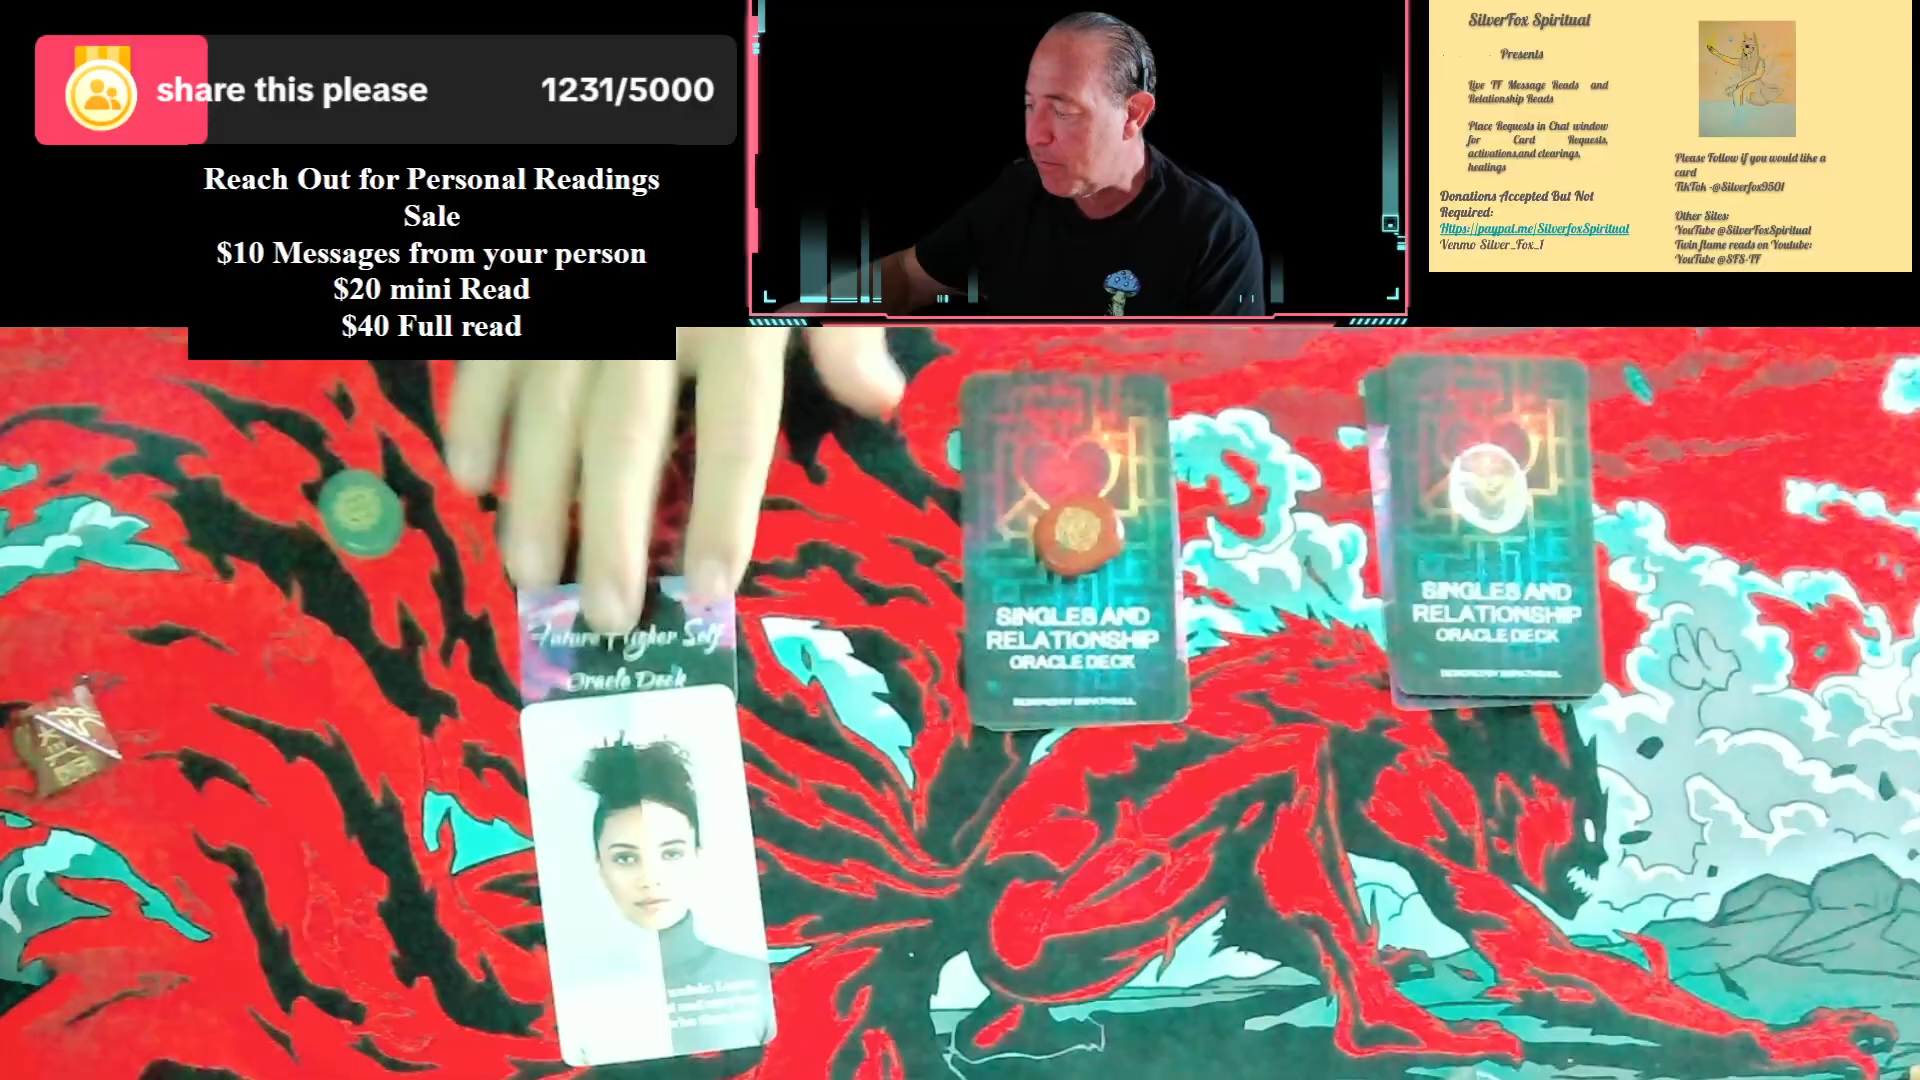 share this please 1231/5000
Reach Out for Personal Readings
Sale
$10 Messages from your person
$20 mini Read
$40 Full read
SilverFox Spiritual
Presents
Live TF Message Reads and
Relationship Reads
Place Requests in Chat window
for Card Requests,
activations,and clearings,
healings
Donations Accepted But Not
Required:
Https://paypal.me/SilverfoxSpiritual
Venmo Silver_Fox_1
Please Follow if you would like a
card
TikTok -@Silverfox9501
Other Sites:
YouTube @SilverFoxSpiritual
Twin flame reads on Youtube:
YouTube @SFS-TF
Future Higher Self
Oracle Deck
SINGLES AND
RELATIONSHIP
ORACLE DECK
SINGLES AND
RELATIONSHIP
ORACLE DECK